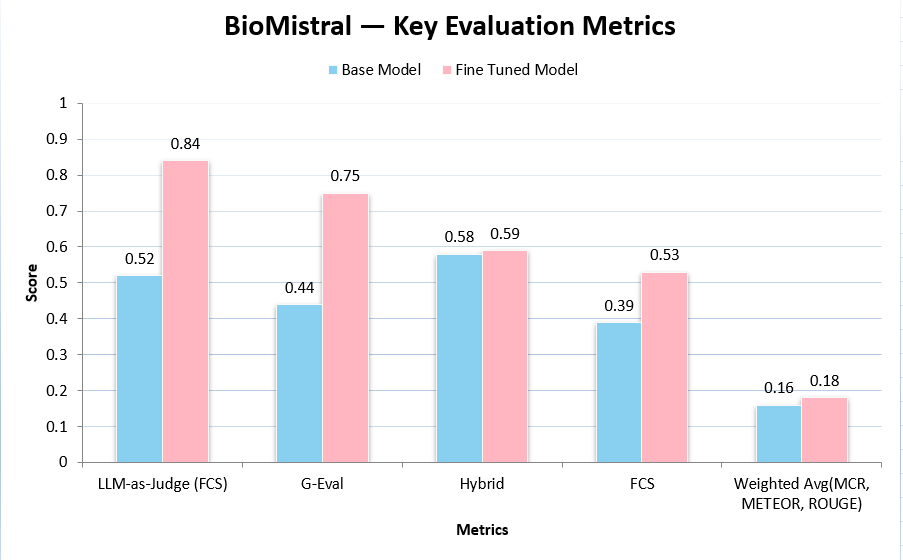 BioMistral — Key Evaluation Metrics
Base Model Fine Tuned Model
1
0.9
0.8
0.7
0.6
0.5
0.4
0.3
0.2
0.1
0
Score
0.52 0.84
0.44 0.75
0.58 0.59
0.39 0.53
0.16 0.18
LLM-as-Judge (FCS)
G-Eval
Hybrid
FCS
Weighted Avg(MCR,
METEOR, ROUGE)
Metrics